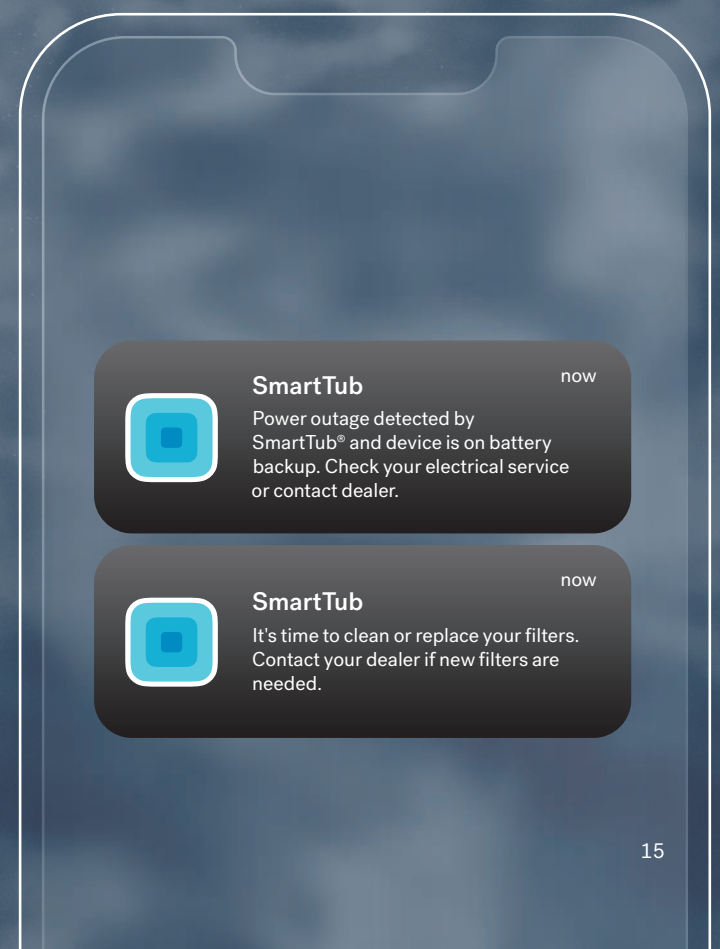 SmartTub
now
Power outage detected by
SmartTub® and device is on battery
backup. Check your electrical service
or contact dealer.
SmartTub
now
It's time to clean or replace your filters.
Contact your dealer if new filters are
needed.
15